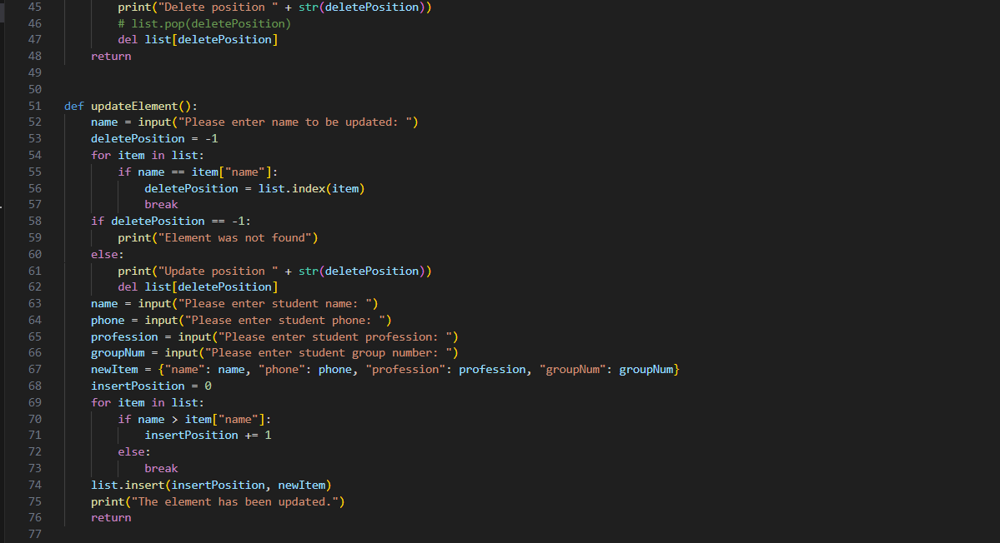 45 print("Delete position " + str(deletePosition))
46 # list.pop(deletePosition)
47 del list[deletePosition]
48 return
49
50
51 def updateElement():
52 name = input("Please enter name to be updated: ")
53 deletePosition = -1
54 for item in list:
55 if name == item["name"]:
56 deletePosition = list.index(item)
57 break
58 if deletePosition == -1:
59 print("Element was not found")
60 else:
61 print("Update position " + str(deletePosition))
62 del list[deletePosition]
63 name = input("Please enter student name: ")
64 phone = input("Please enter student phone: ")
65 profession = input("Please enter student profession: ")
66 groupNum = input("Please enter student group number: ")
67 newItem = {"name": name, "phone": phone, "profession": profession, "groupNum": groupNum}
68 insertPosition = 0
69 for item in list:
70 if name > item["name"]:
71 insertPosition += 1
72 else:
73 break
74 list.insert(insertPosition, newItem)
75 print("The element has been updated.")
76 return
77